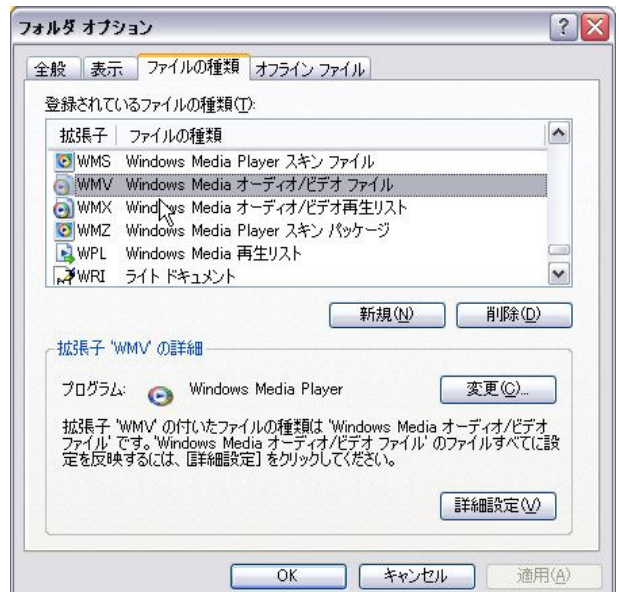 フォルダ オプション
全般 表示 ファイルの種類 オフライン ファイル
登録されているファイルの種類(T):
拡張子 ファイルの種類
WMS Windows Media Player スキン ファイル
WMV Windows Media オーディオ/ビデオ ファイル
WMX Windows Media オーディオ/ビデオ再生リスト
WMZ Windows Media Player スキン パッケージ
WPL Windows Media 再生リスト
WRI ライト ドキュメント
新規(N) 削除(D)
拡張子 'WMV' の詳細
プログラム: Windows Media Player 変更(C)...
拡張子 'WMV' の付いたファイルの種類は 'Windows Media オーディオ/ビデオ
ファイル' です。'Windows Media オーディオ/ビデオ ファイル' のファイルすべてに設
定を反映するには、[詳細設定] をクリックしてください。
詳細設定(V)
OK キャンセル 適用(A)